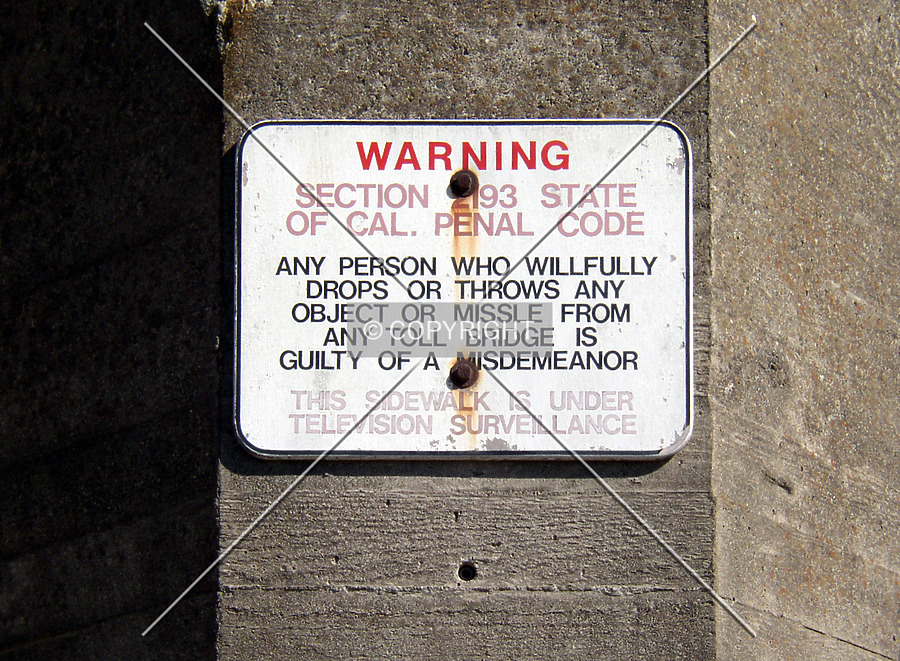 WARNING
SECTION 2193 STATE
OF CAL. PENAL CODE
ANY PERSON WHO WILLFULLY
DROPS OR THROWS ANY
OBJECT OR MISSLE FROM
© COPYRIGHT
ANY TOLL BRIDGE IS
GUILTY OF A MISDEMEANOR
THIS SIDEWALK IS UNDER
TELEVISION SURVEILLANCE